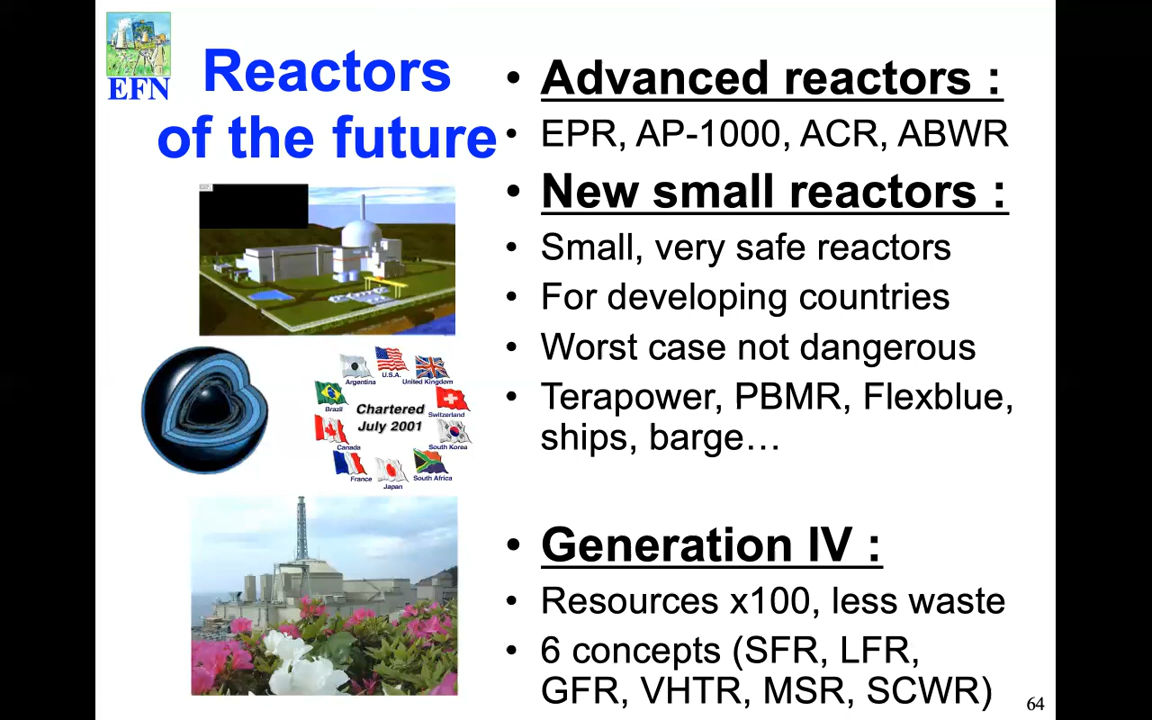 EFN
Reactors
of the future
• Advanced reactors :
• EPR, AP-1000, ACR, ABWR
• New small reactors :
• Small, very safe reactors
• For developing countries
• Worst case not dangerous
• Terapower, PBMR, Flexblue,
ships, barge…
Argentina
U.S.A.
United Kingdom
Brazil
Switzerland
Chartered
July 2001
Canada
South Korea
France
Japan
South Africa
• Generation IV :
• Resources x100, less waste
• 6 concepts (SFR, LFR,
GFR, VHTR, MSR, SCWR)
64